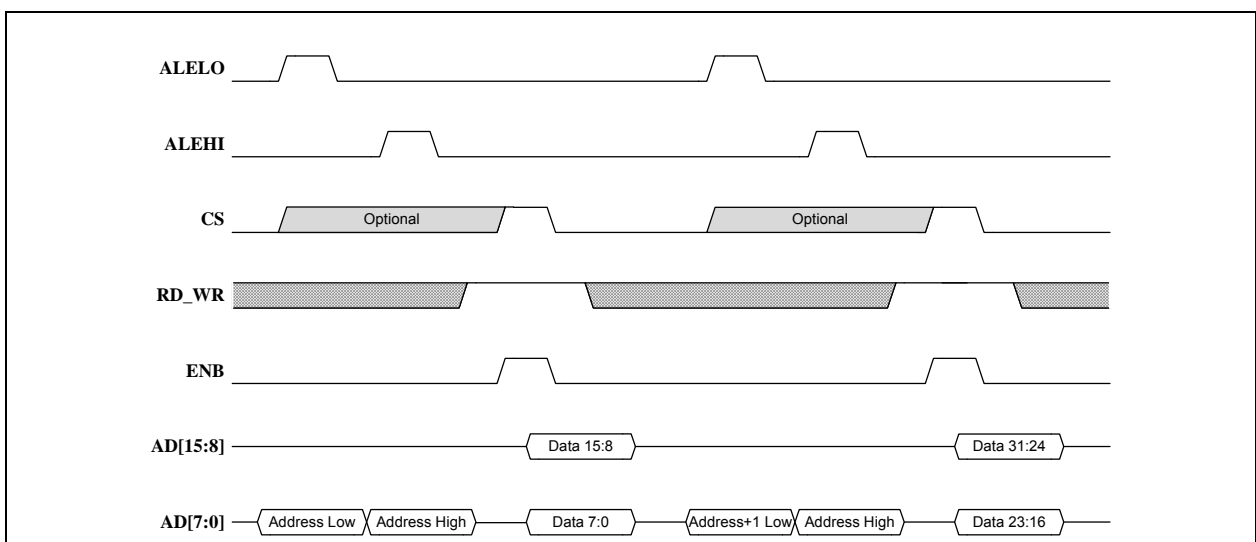 ALELO
ALEHI
CS Optional Optional
RD_WR
ENB
AD[15:8] Data 15:8 Data 31:24
AD[7:0] Address Low Address High Data 7:0 Address+1 Low Address High Data 23:16